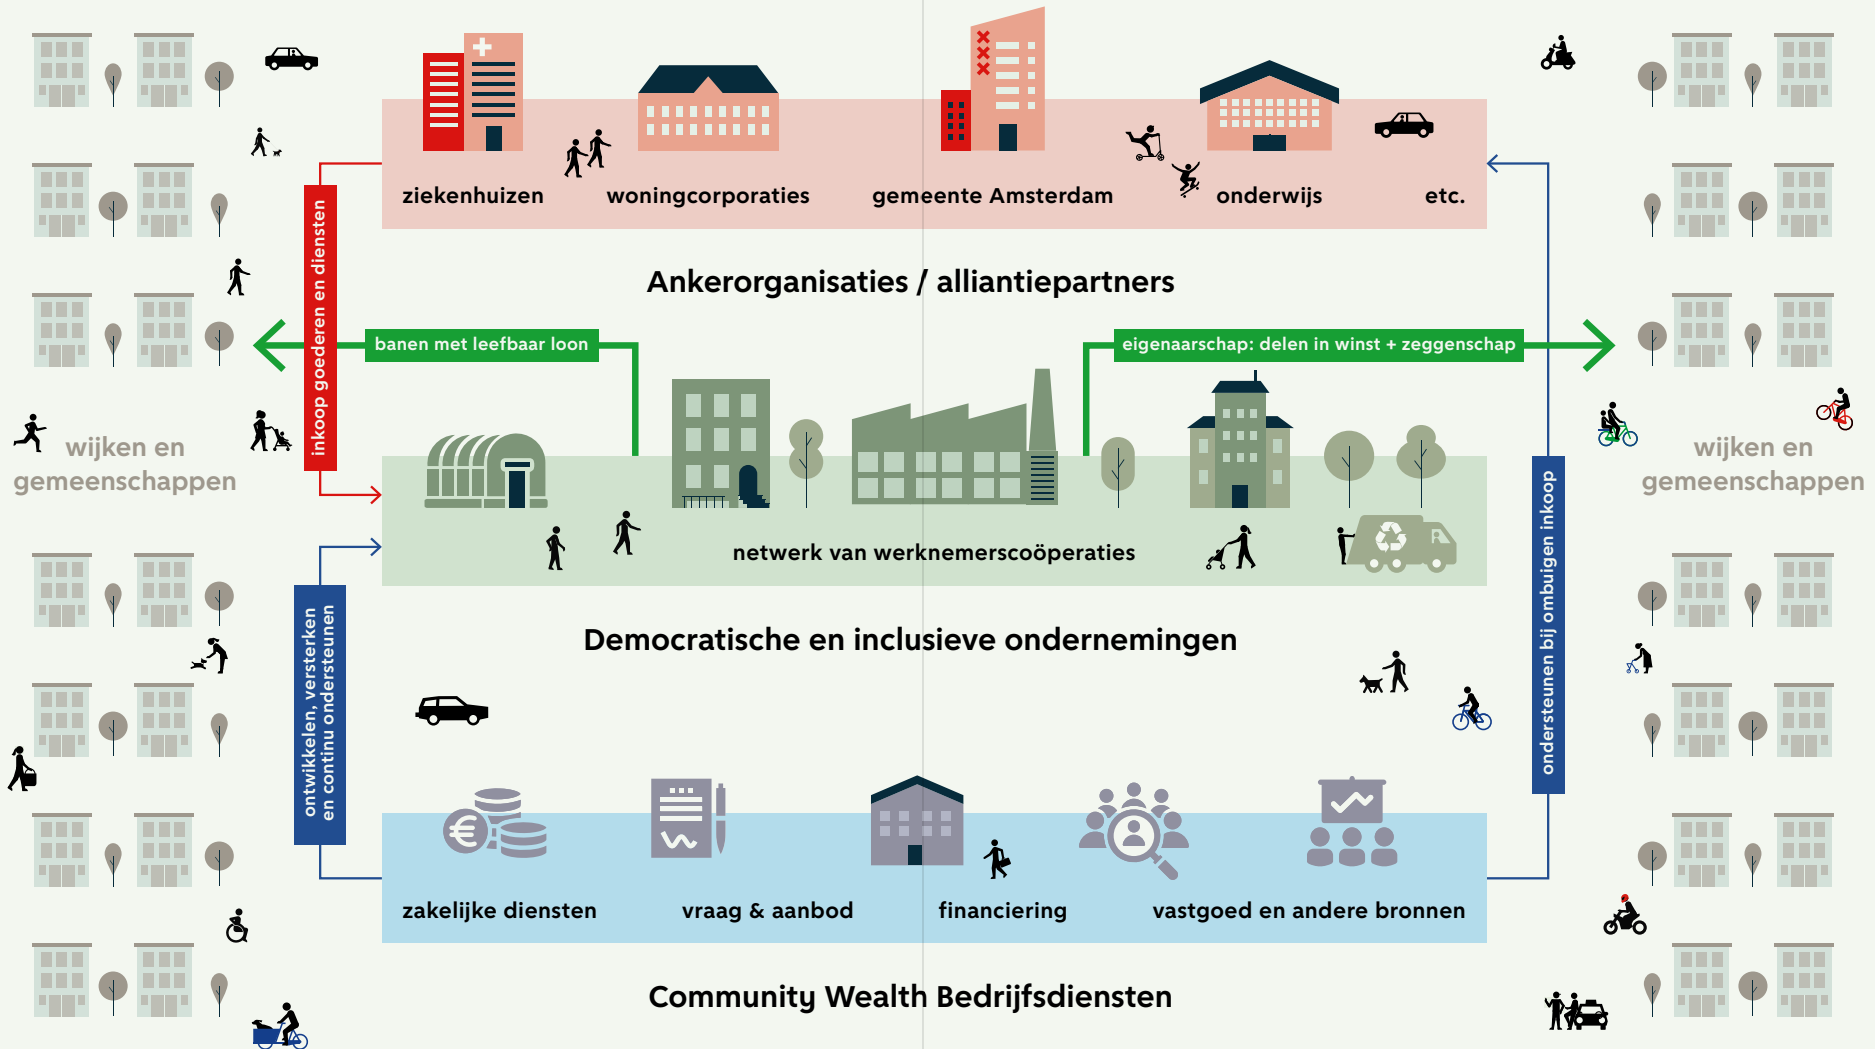 ziekenhuizen
woningcorporaties
gemeente Amsterdam
onderwijs
etc.
Ankerorganisaties / alliantiepartners
inkoop goederen en diensten
banen met leefbaar loon
eigenaarschap: delen in winst + zeggenschap
wijken en
gemeenschappen
wijken en
gemeenschappen
netwerk van werknemerscoöperaties
Democratische en inclusieve ondernemingen
ontwikkelen, versterken
en continu ondersteunen
ondersteunen bij ombuigen inkoop
zakelijke diensten
vraag & aanbod
financiering
vastgoed en andere bronnen
Community Wealth Bedrijfsdiensten